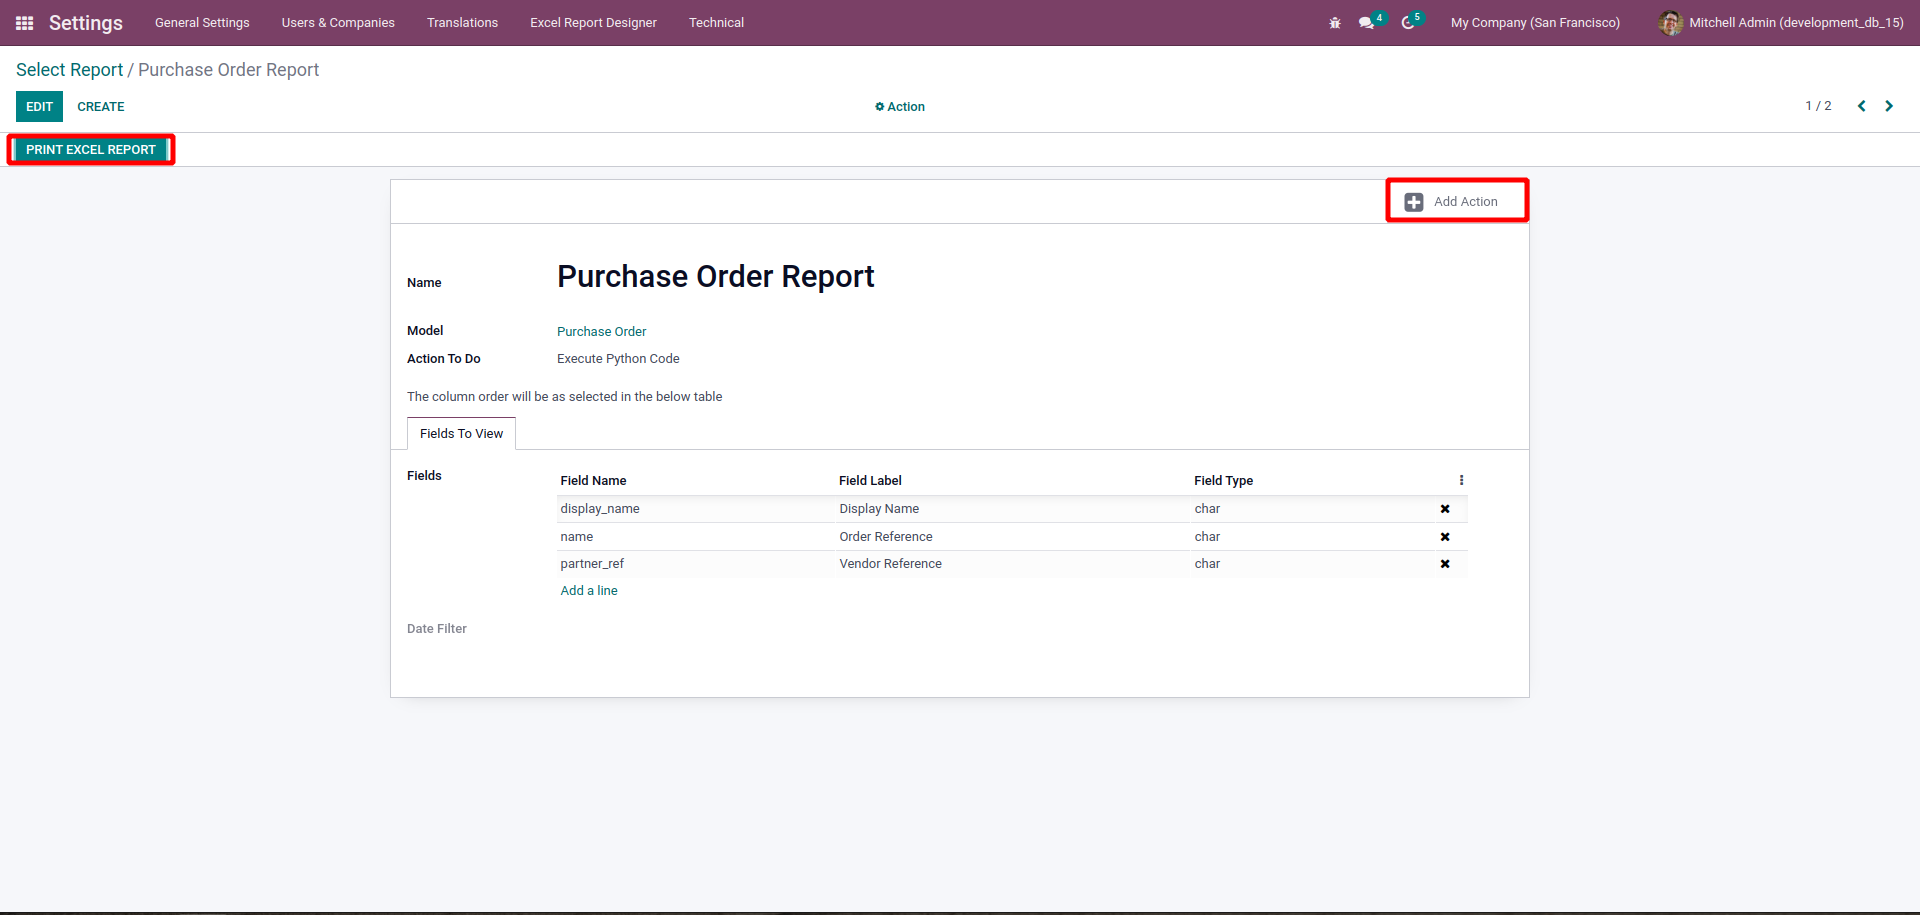 Settings General Settings Users & Companies Translations Excel Report Designer Technical 4 5 My Company (San Francisco) Mitchell Admin (development_db_15)
Select Report / Purchase Order Report
EDIT CREATE Action 1 / 2
PRINT EXCEL REPORT
Add Action
Name Purchase Order Report
Model Purchase Order
Action To Do Execute Python Code
The column order will be as selected in the below table
Fields To View
Fields Field Name Field Label Field Type
display_name Display Name char
name Order Reference char
partner_ref Vendor Reference char
Add a line
Date Filter